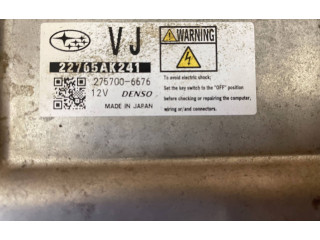 VJ
22765AK241
275700-6676
12V DENSO
MADE IN JAPAN
WARNING
To avoid electric shock;
Set the key switch to the "OFF" position
before checking or repairing the computer,
wiring or/and connectors.